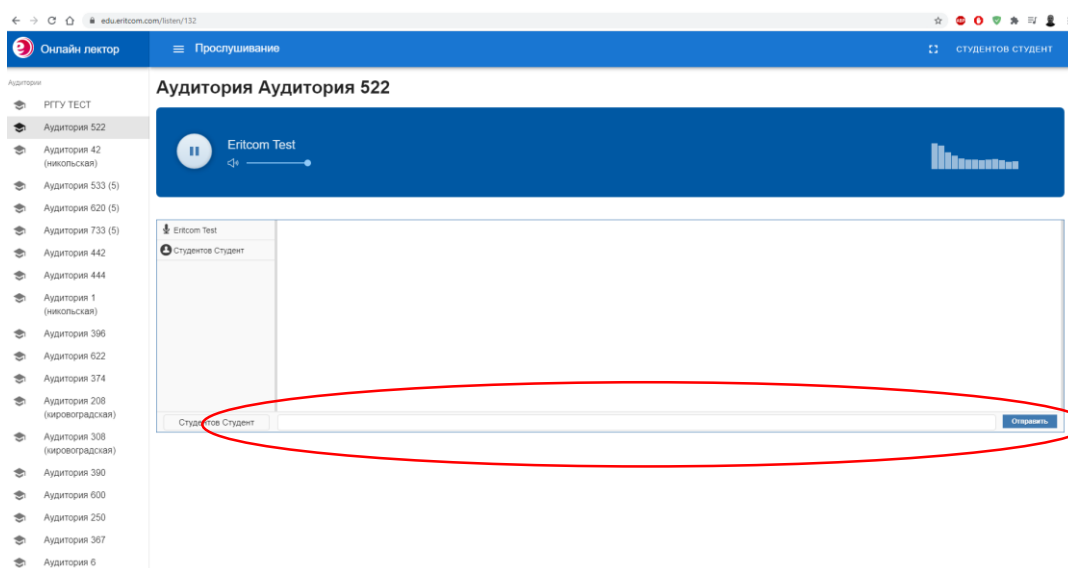 edu.eritcom.com/listen/132
Онлайн лектор
Прослушивание
СТУДЕНТОВ СТУДЕНТ
Аудитории
РГГУ ТЕСТ
Аудитория 522
Аудитория 42
(никольская)
Аудитория 533 (5)
Аудитория 620 (5)
Аудитория 733 (5)
Аудитория 442
Аудитория 444
Аудитория 1
(никольская)
Аудитория 396
Аудитория 622
Аудитория 374
Аудитория 208
(кировоградская)
Аудитория 308
(кировоградская)
Аудитория 390
Аудитория 600
Аудитория 250
Аудитория 367
Аудитория 6
Аудитория Аудитория 522
Eritcom Test
Eritcom Test
Студентов Студент
Студентов Студент
Отправить